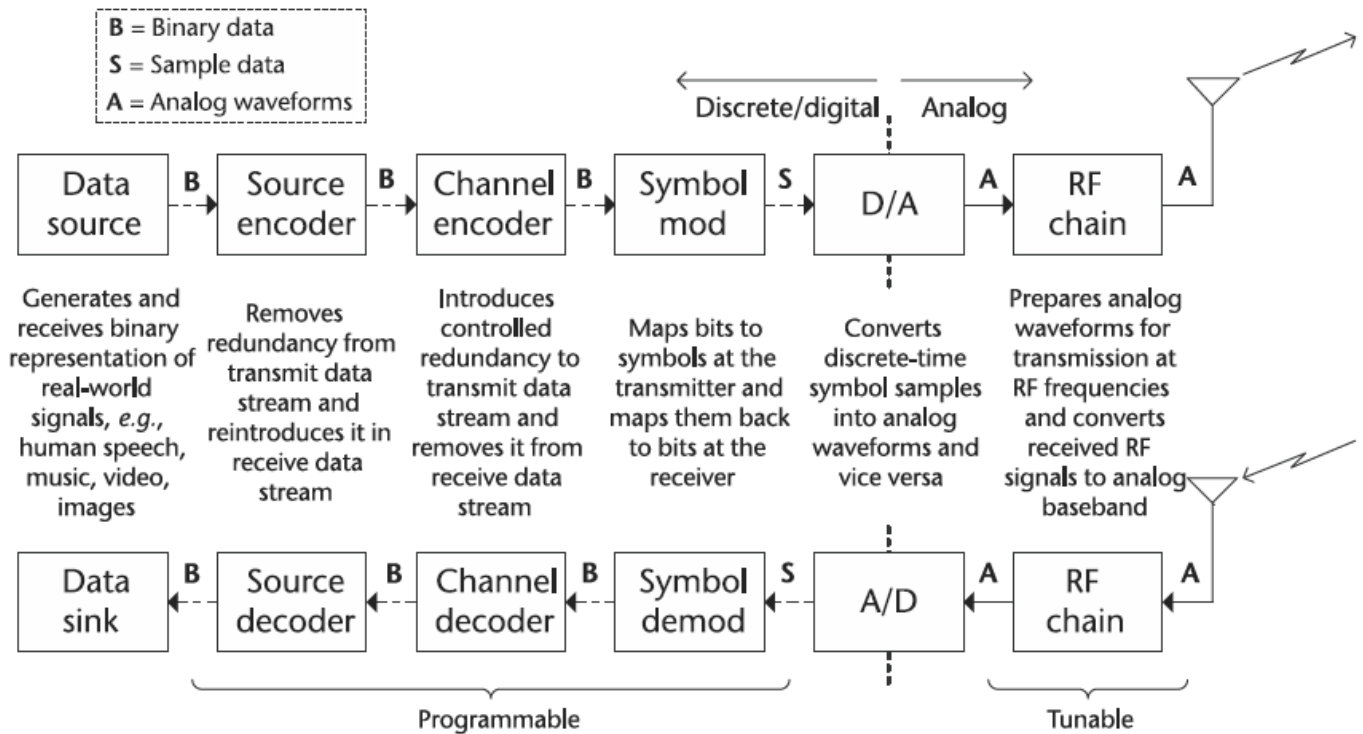 B = Binary data
S = Sample data
A = Analog waveforms
Discrete/digital
Analog
Data
source
B
Source
encoder
B
Channel
encoder
B
Symbol
mod
S
D/A
A
RF
chain
A
Generates and
receives binary
representation of
real-world
signals, e.g.,
human speech,
music, video,
images
Removes
redundancy from
transmit data
stream and
reintroduces it in
receive data
stream
Introduces
controlled
redundancy to
transmit data
stream and
removes it from
receive data
stream
Maps bits to
symbols at the
transmitter and
maps them back
to bits at the
receiver
Converts
discrete-time
symbol samples
into analog
waveforms and
vice versa
Prepares analog
waveforms for
transmission at
RF frequencies
and converts
received RF
signals to analog
baseband
Data
sink
B
Source
decoder
B
Channel
decoder
B
Symbol
demod
S
A/D
A
RF
chain
A
Programmable
Tunable